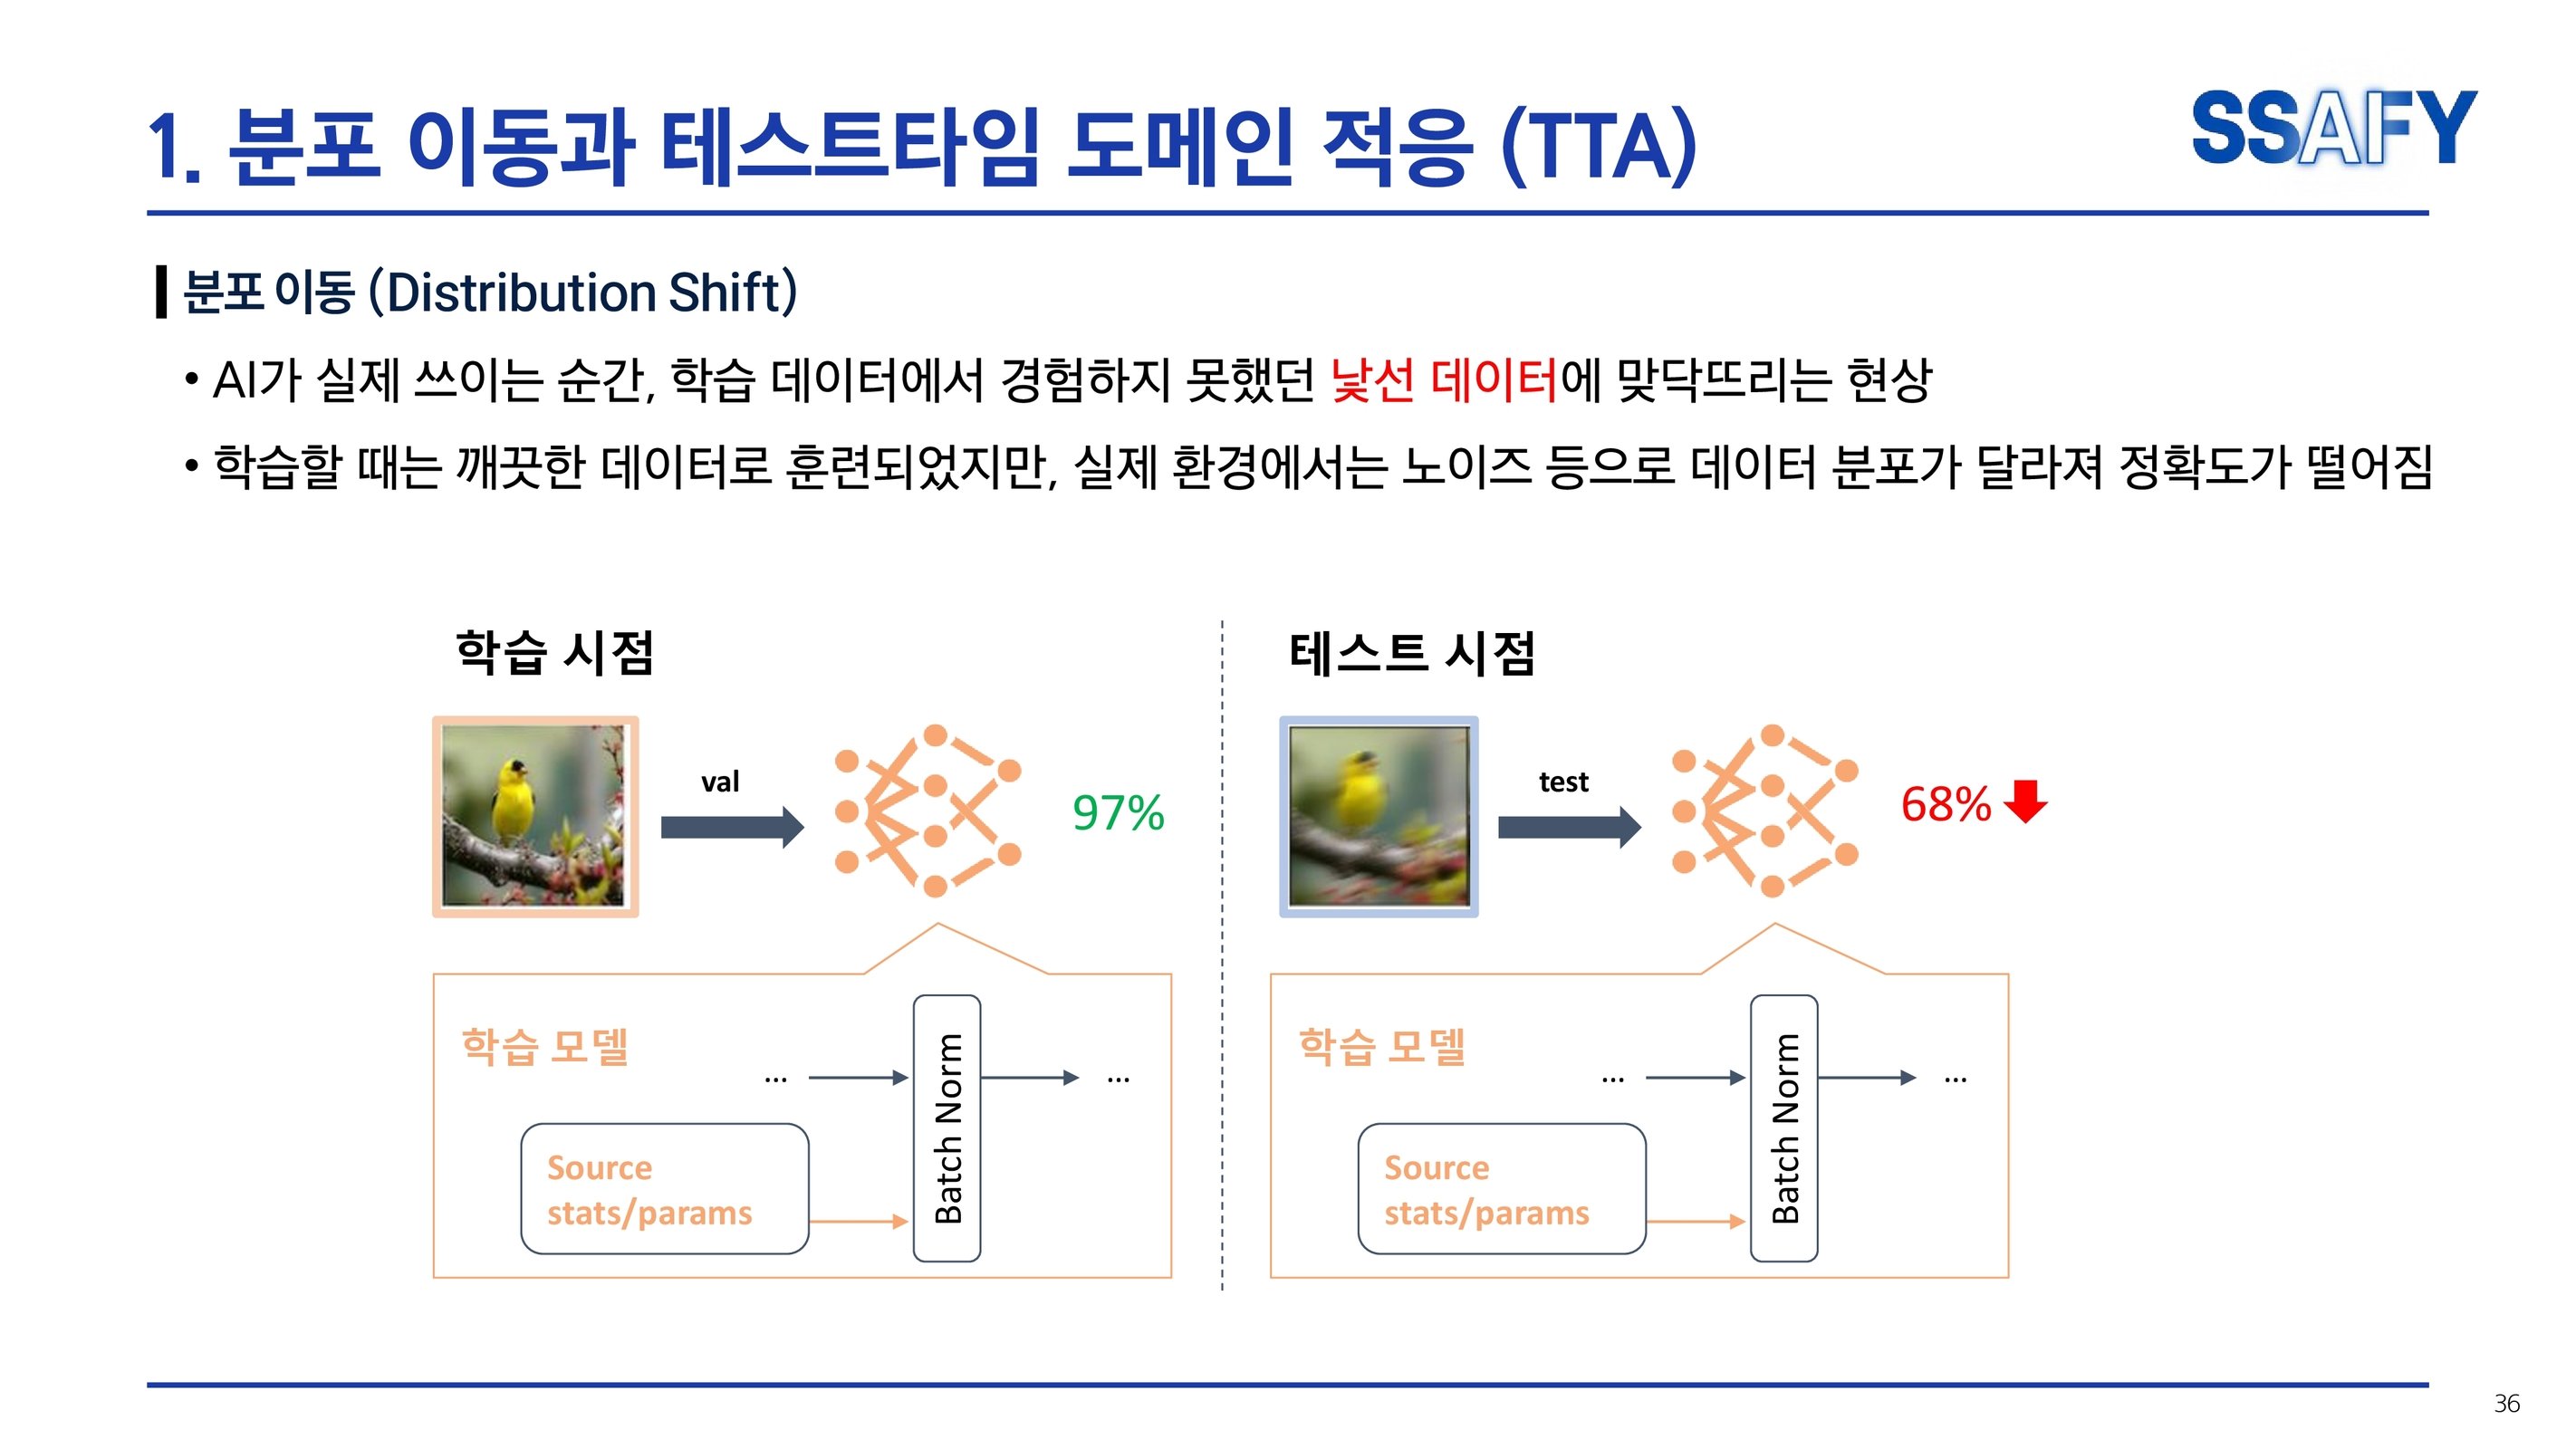 1. 분포 이동과 테스트타임 도메인 적응 (TTA)
SSAFY
분포 이동 (Distribution Shift)
• AI가 실제 쓰이는 순간, 학습 데이터에서 경험하지 못했던 낯선 데이터에 맞닥뜨리는 현상
• 학습할 때는 깨끗한 데이터로 훈련되었지만, 실제 환경에서는 노이즈 등으로 데이터 분포가 달라져 정확도가 떨어짐
학습 시점
val
97%
학습 모델
...
Batch Norm
...
Source
stats/params
테스트 시점
test
68%
학습 모델
...
Batch Norm
...
Source
stats/params
36